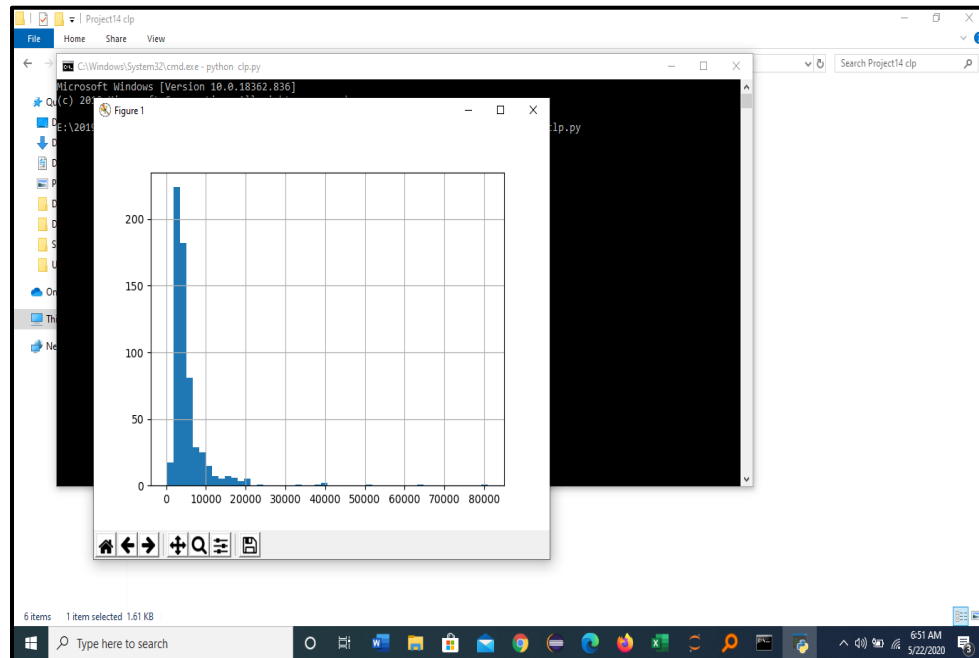 Project14 clp
File Home Share View
C:\Windows\System32\cmd.exe - python clp.py
Search Project14 clp
Microsoft Windows [Version 10.0.18362.836]
(c) 201
Figure 1
E:\2019
clp.py
200
150
100
50
0
0 10000 20000 30000 40000 50000 60000 70000 80000
6 items 1 item selected 1.61 KB
Type here to search
6:51 AM
5/22/2020
3